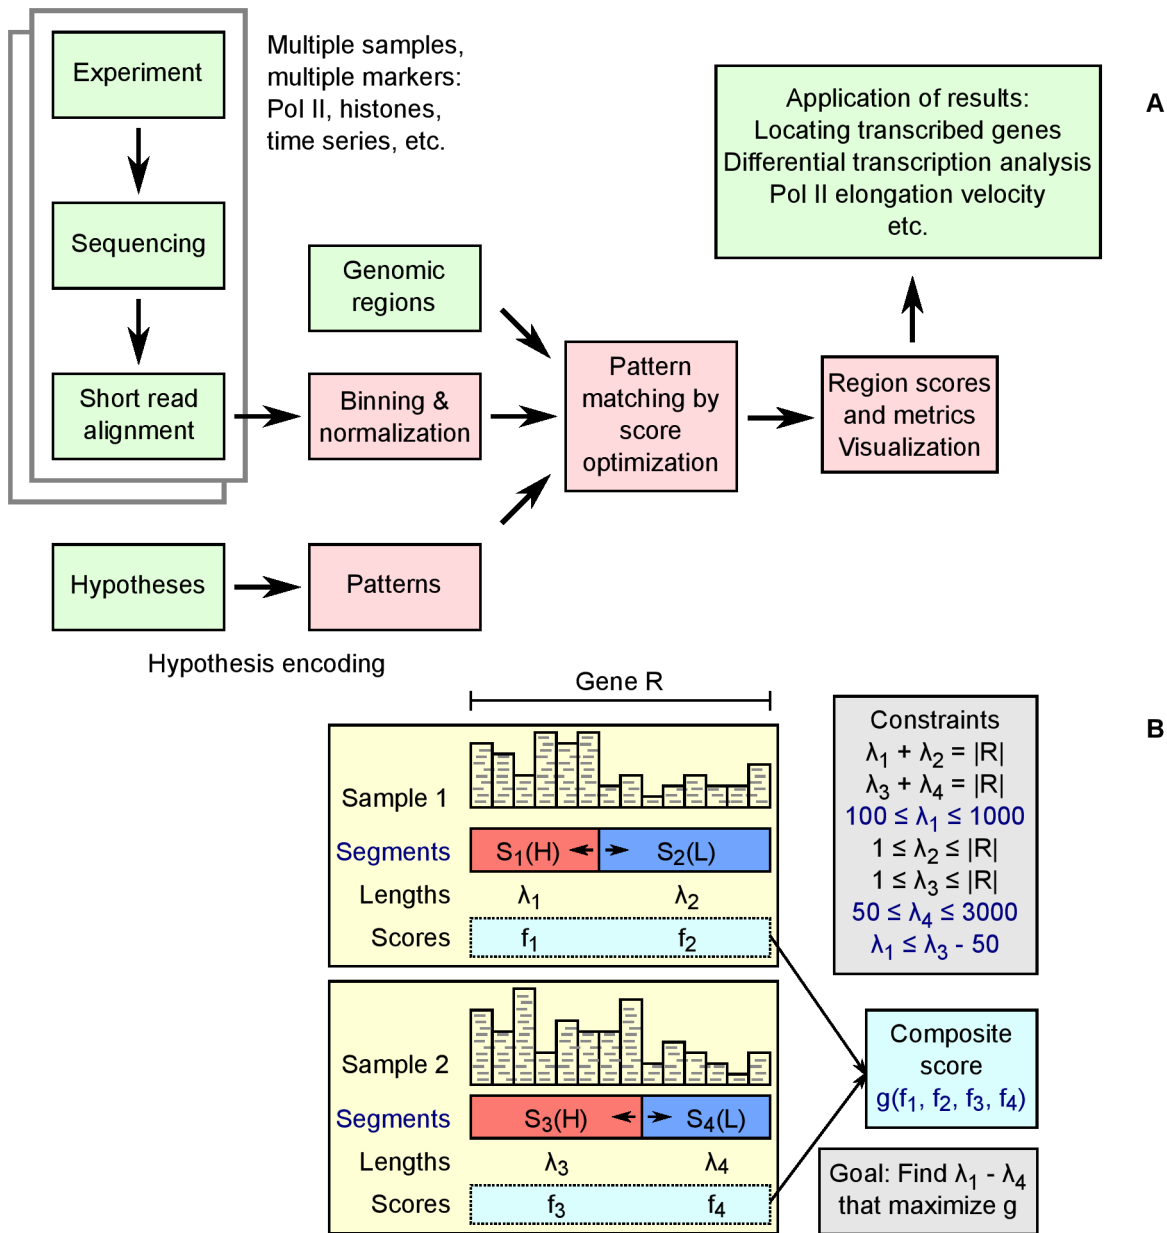 Experiment
Sequencing
Short read
alignment
Multiple samples,
multiple markers:
Pol II, histones,
time series, etc.
Genomic
regions
Binning &
normalization
Hypotheses
Patterns
Hypothesis encoding
Pattern
matching by
score
optimization
Region scores
and metrics
Visualization
Application of results:
Locating transcribed genes
Differential transcription analysis
Pol II elongation velocity
etc.
A
Gene R
Sample 1
Segments S₁(H) S₂(L)
Lengths λ₁ λ₂
Scores f₁ f₂
Sample 2
Segments S₃(H) S₄(L)
Lengths λ₃ λ₄
Scores f₃ f₄
Constraints
λ₁ + λ₂ = |R|
λ₃ + λ₄ = |R|
100 ≤ λ₁ ≤ 1000
1 ≤ λ₂ ≤ |R|
1 ≤ λ₃ ≤ |R|
50 ≤ λ₄ ≤ 3000
λ₁ ≤ λ₃ - 50
B
Composite
score
g(f₁, f₂, f₃, f₄)
Goal: Find λ₁ - λ₄
that maximize g